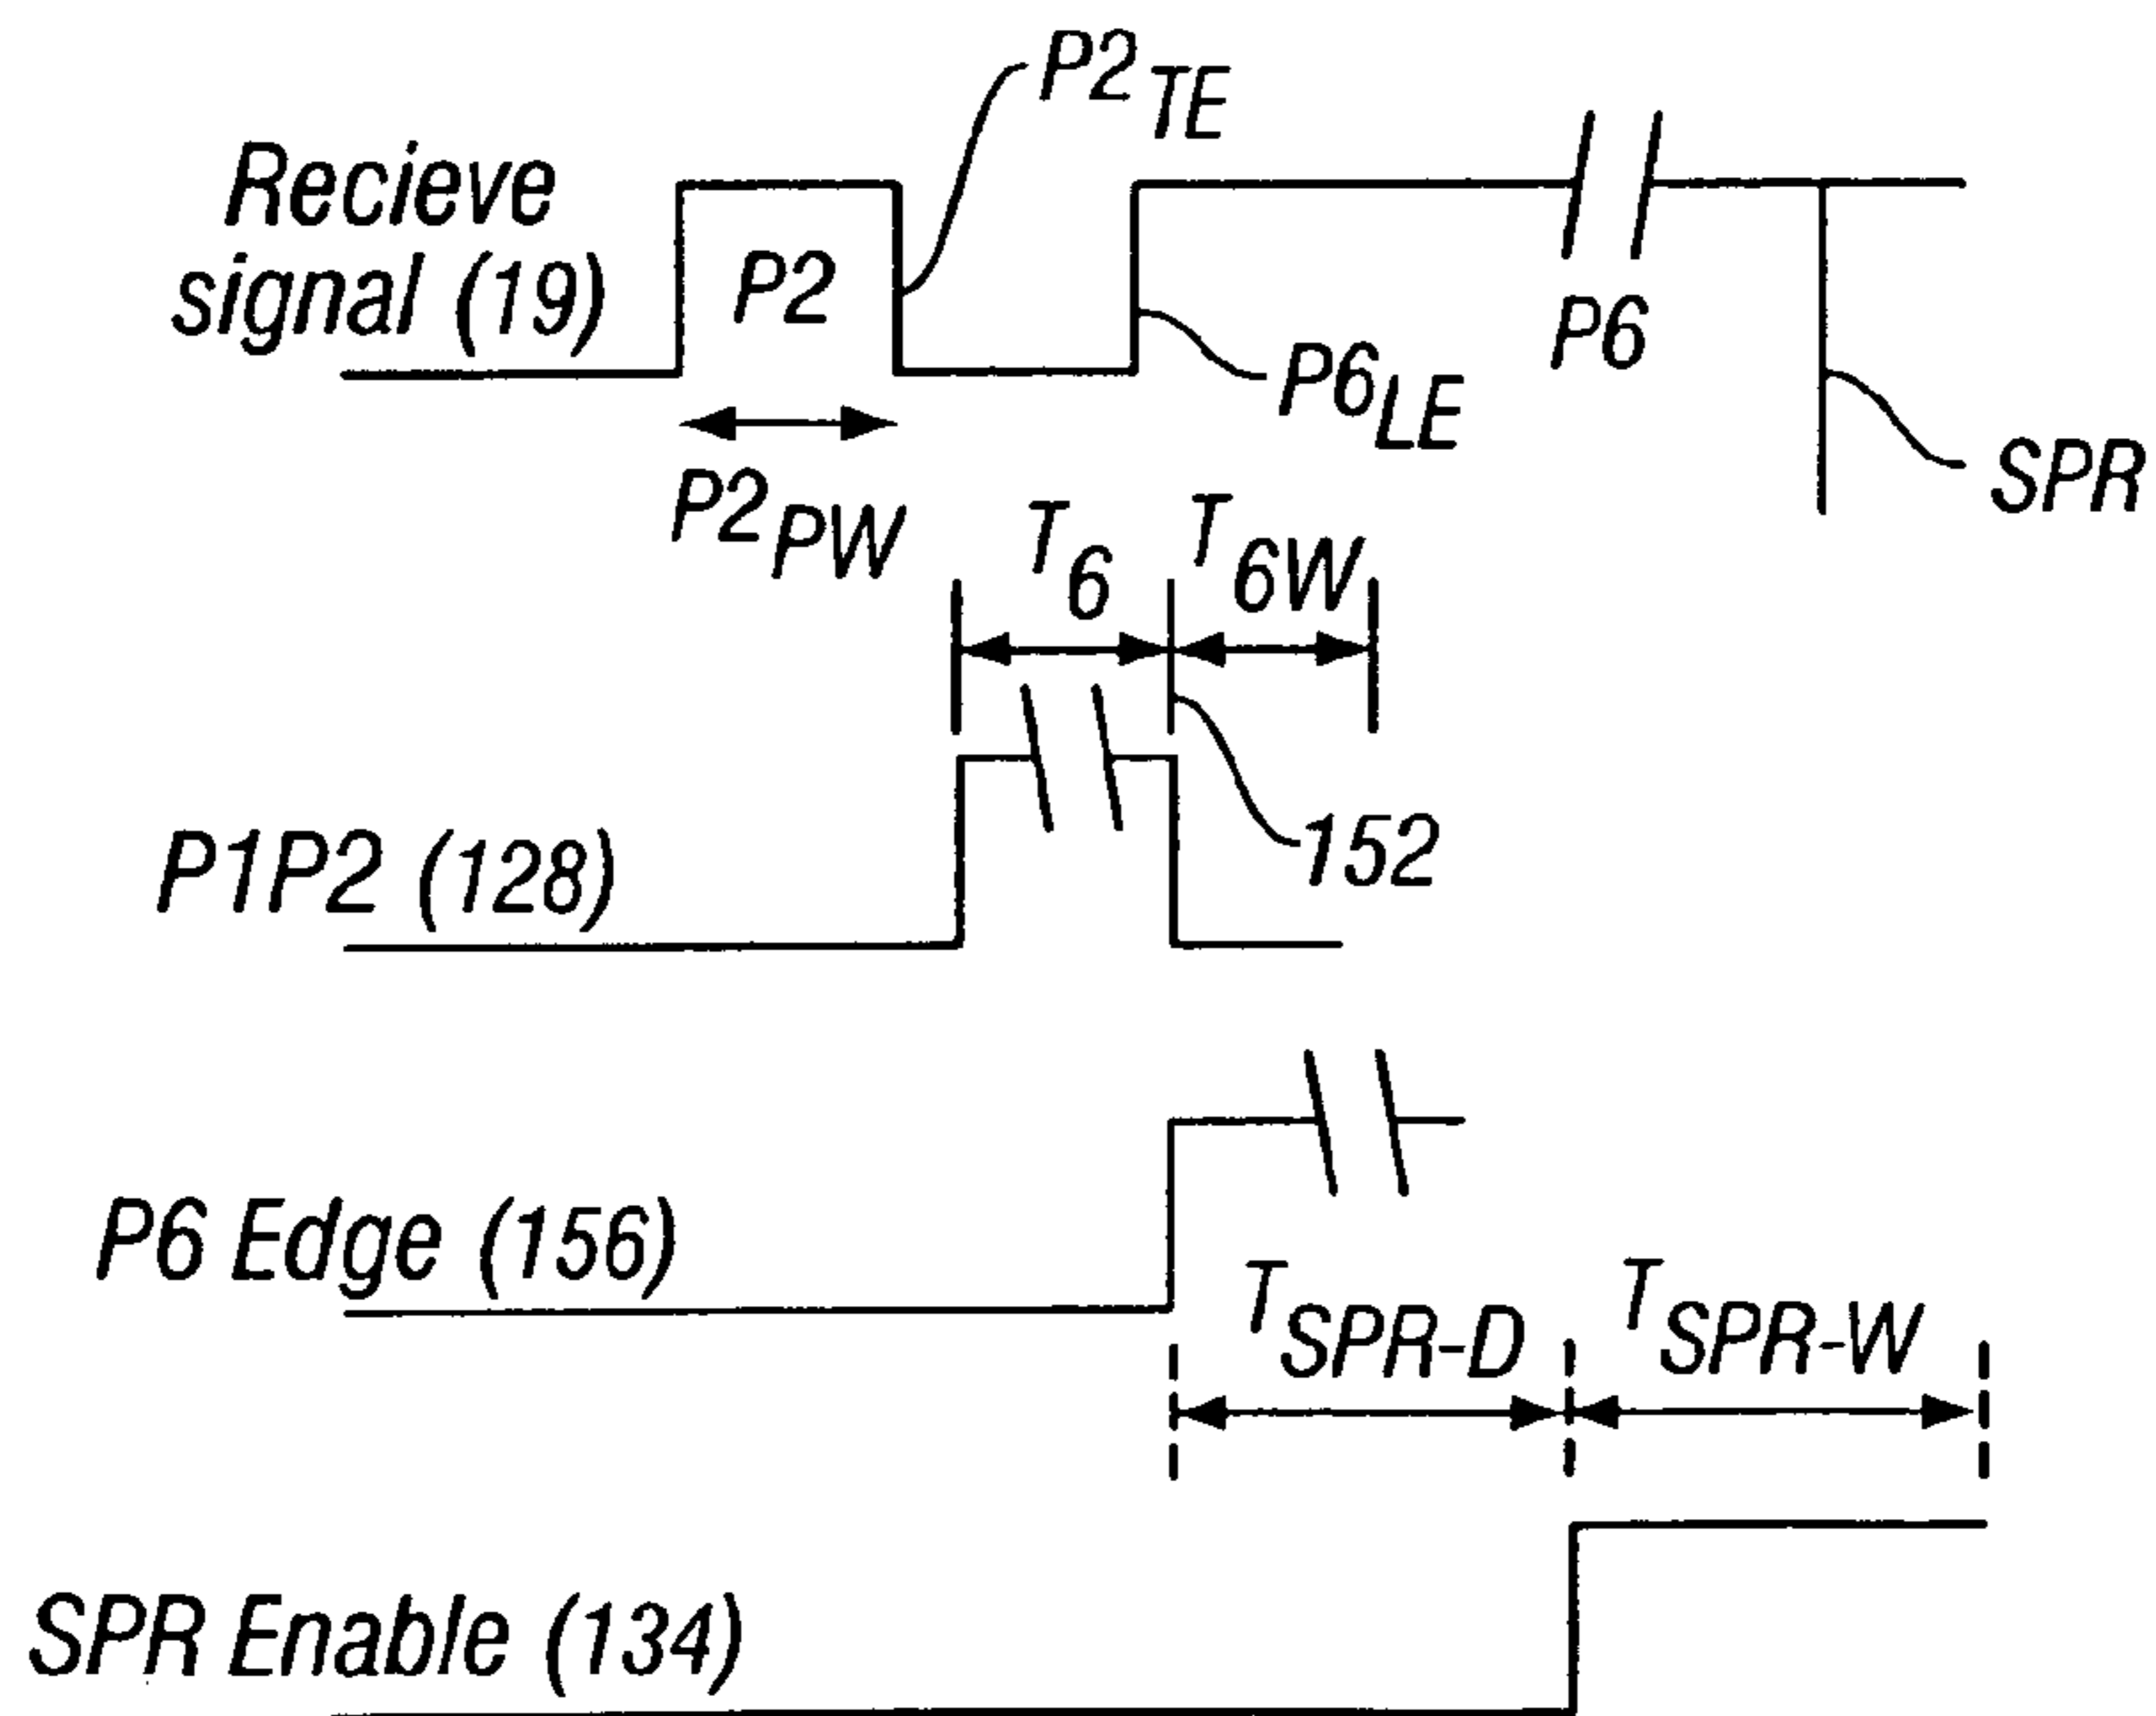 P2TE
Recieve
signal (19)
P2
P6
P6LE
SPR
P2PW
T6
T6W
152
P1P2 (128)
P6 Edge (156)
TSPR-D
TSPR-W
SPR Enable (134)